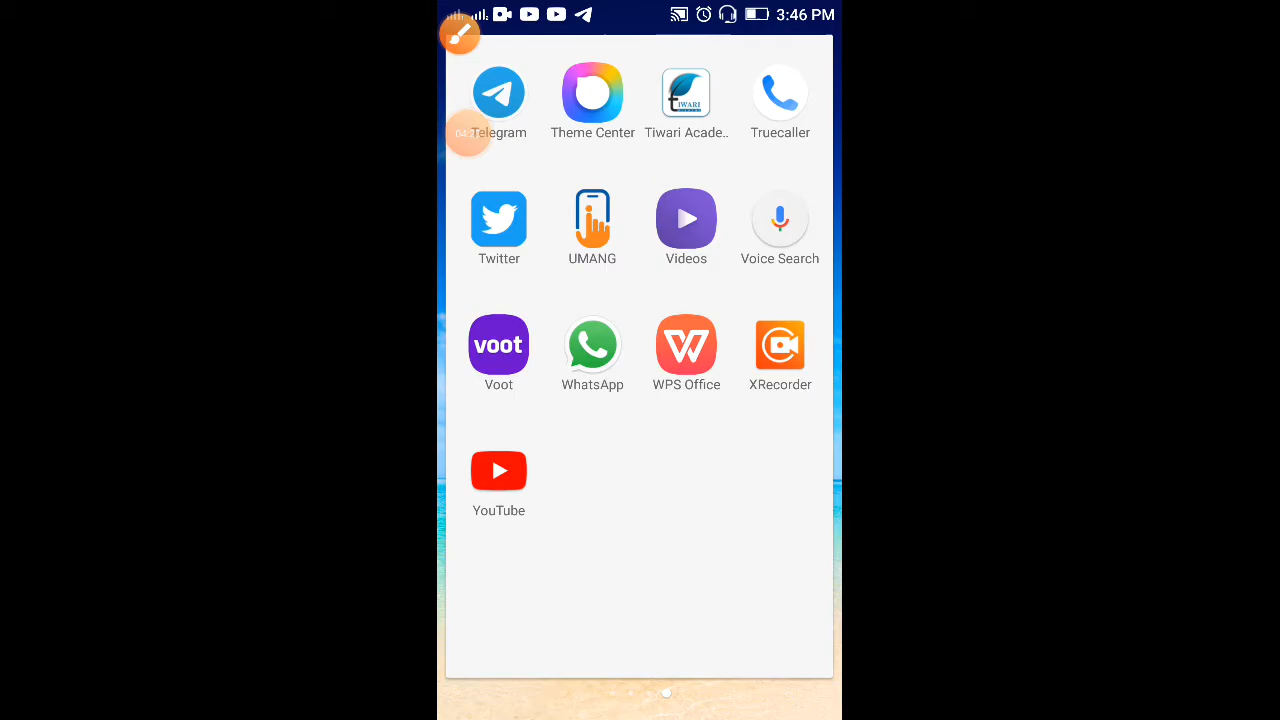 3:46 PM
Telegram
Theme Center
Tiwari Acade..
Truecaller
Twitter
UMANG
Videos
Voice Search
voot
Voot
WhatsApp
WPS Office
XRecorder
YouTube